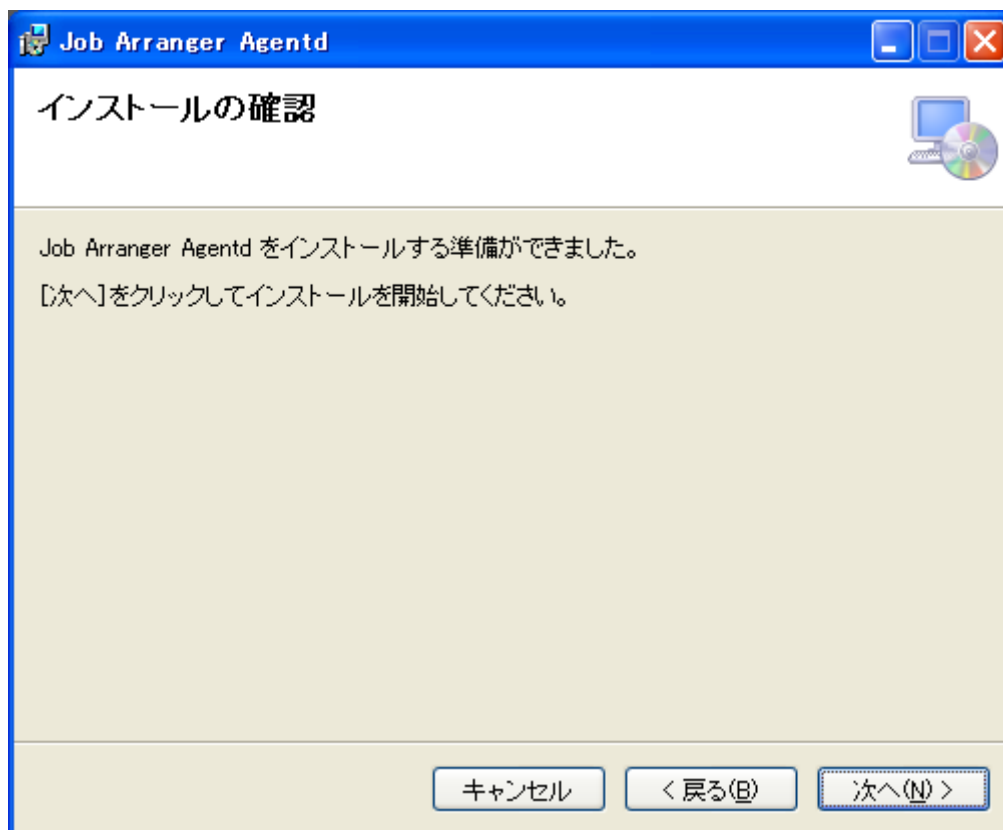 Job Arranger Agentd
インストールの確認
Job Arranger Agentd をインストールする準備ができました。
[次へ]をクリックしてインストールを開始してください。
キャンセル
< 戻る(B)
次へ(N) >